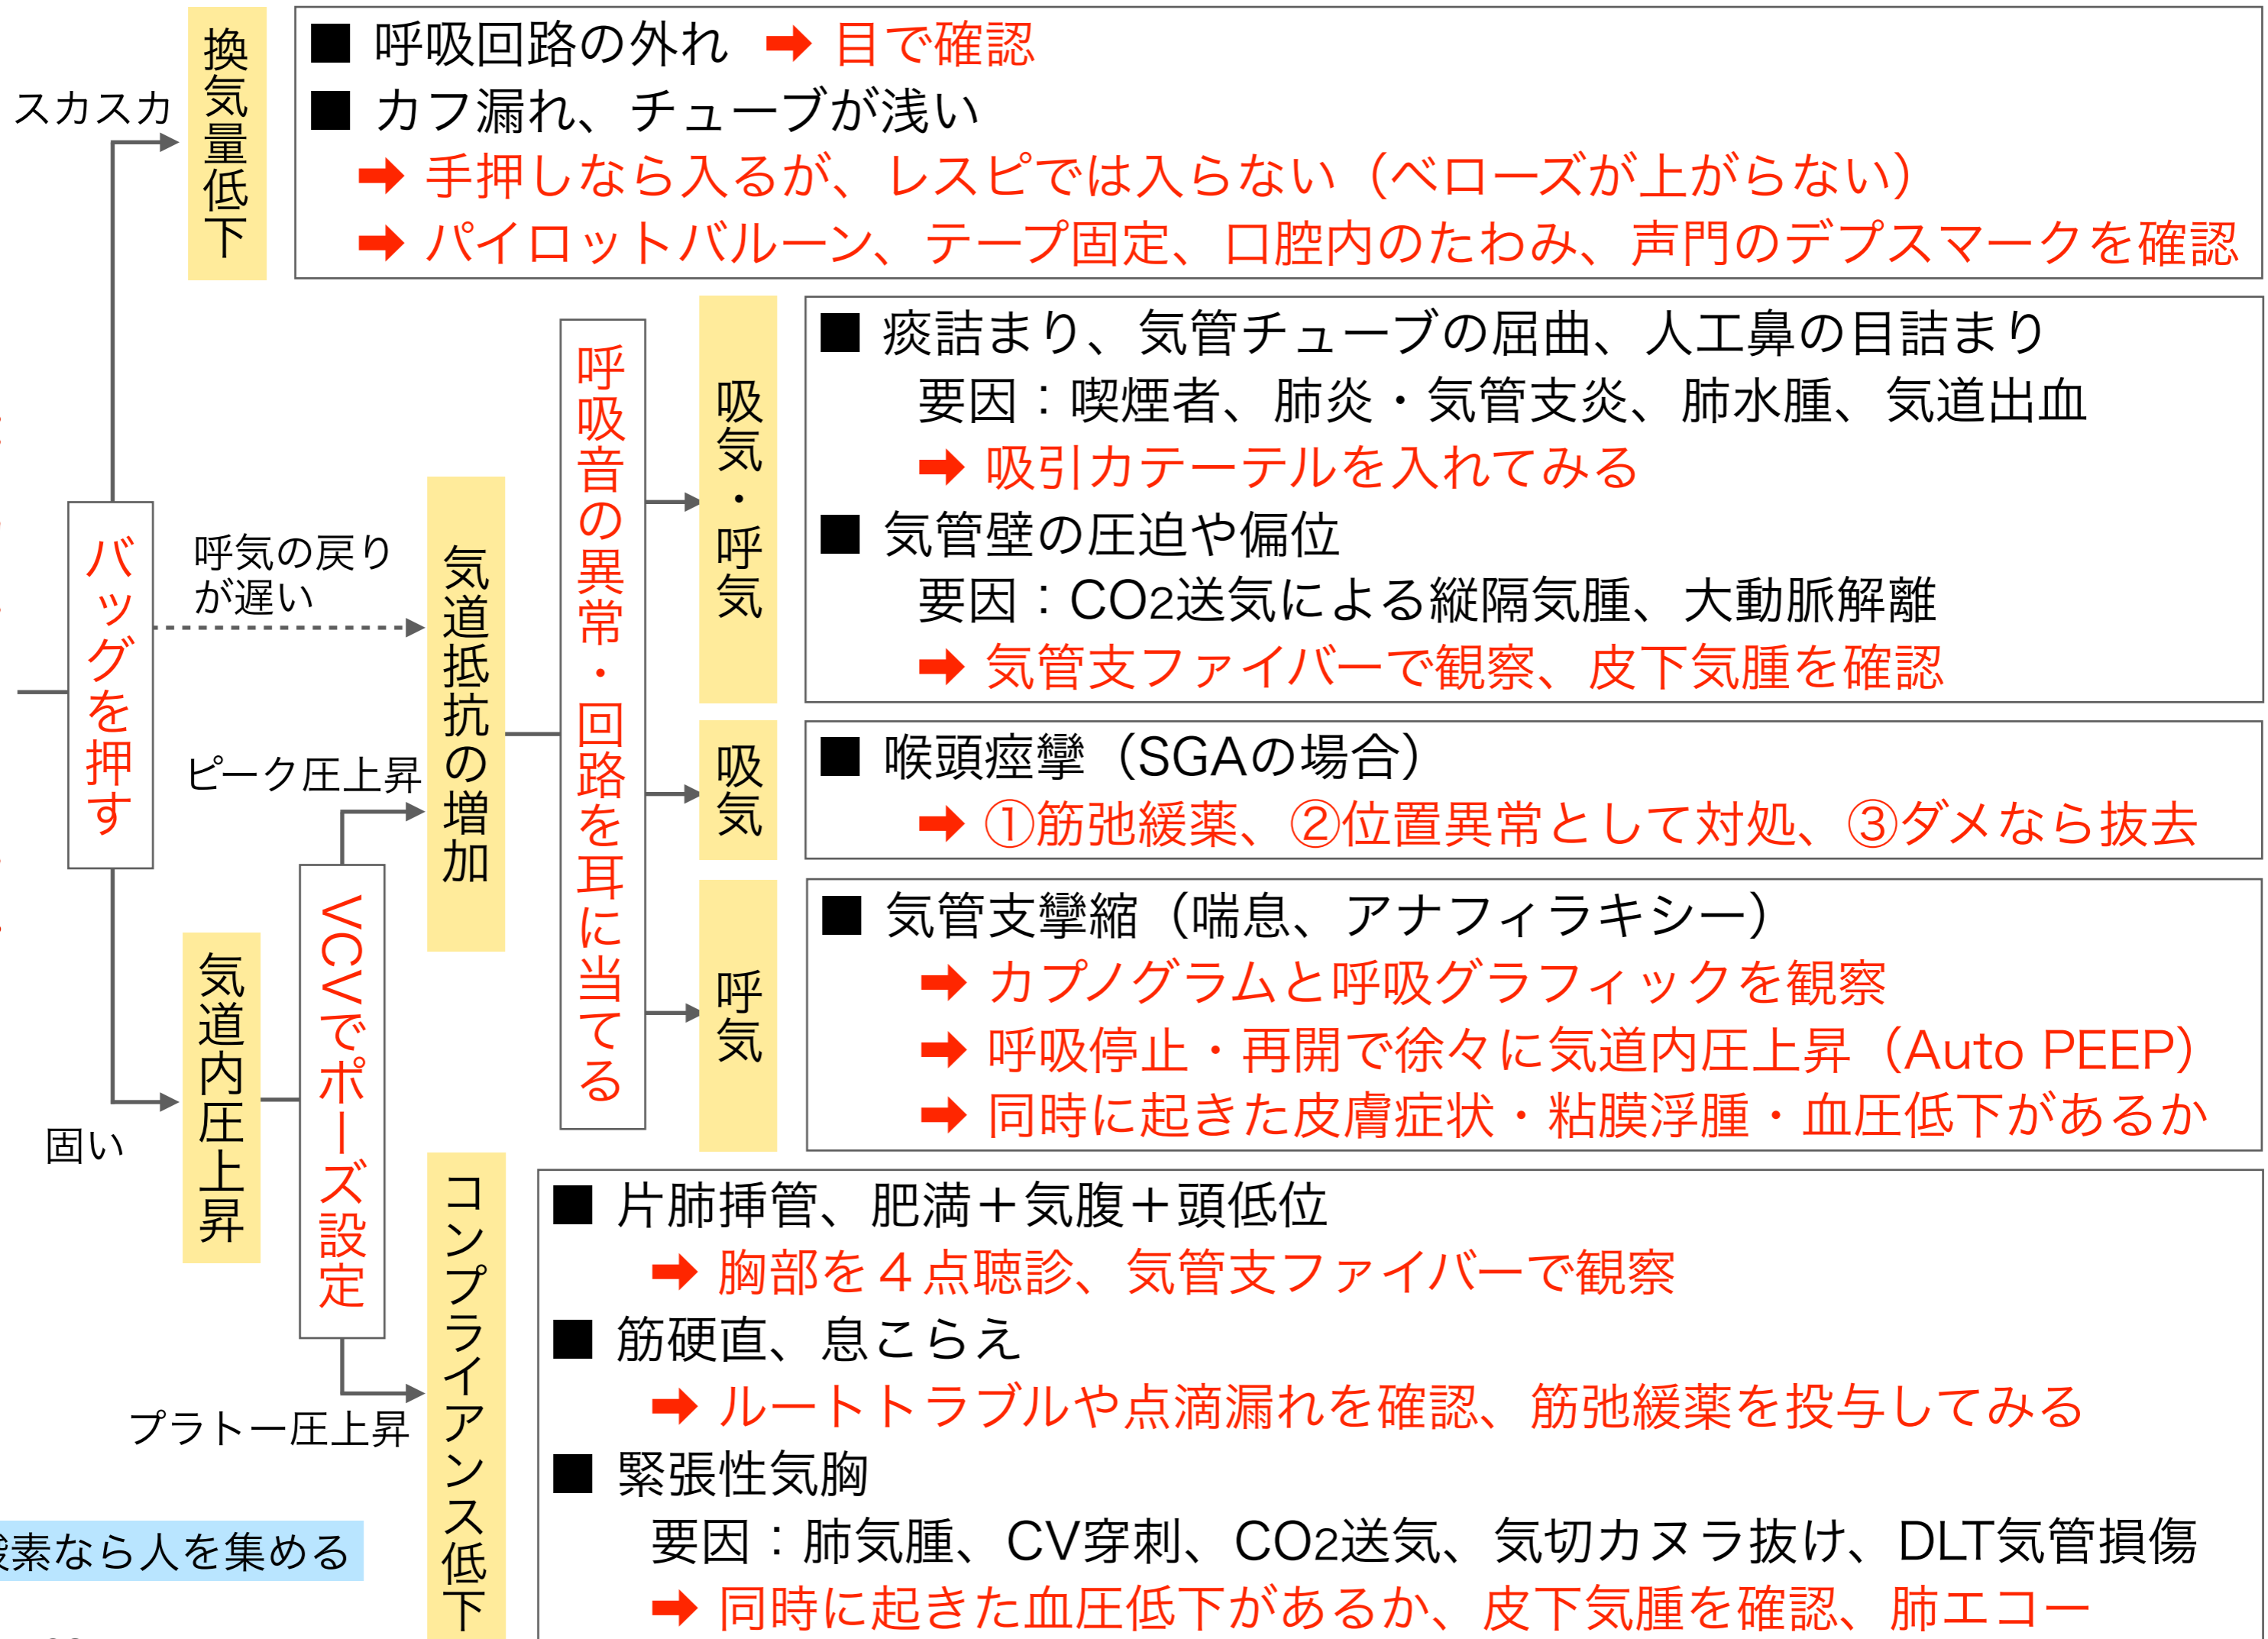 スカスカ
換気量低下
■ 呼吸回路の外れ ➡ 目で確認
■ カフ漏れ、チューブが浅い
➡ 手押しなら入るが、レスピでは入らない（ベローズが上がらない）
➡ パイロットバルーン、テープ固定、口腔内のたわみ、声門のデプスマークを確認
バッグを押す
呼気の戻り
が遅い
ピーク圧上昇
気道抵抗の増加
呼吸音の異常・回路を耳に当てる
吸気・呼気
■ 痰詰まり、気管チューブの屈曲、人工鼻の目詰まり
要因：喫煙者、肺炎・気管支炎、肺水腫、気道出血
➡ 吸引カテーテルを入れてみる
■ 気管壁の圧迫や偏位
要因：CO2送気による縦隔気腫、大動脈解離
➡ 気管支ファイバーで観察、皮下気腫を確認
吸気
■ 喉頭痙攣（SGAの場合）
➡ ①筋弛緩薬、②位置異常として対処、③ダメなら抜去
呼気
■ 気管支攣縮（喘息、アナフィラキシー）
➡ カプノグラムと呼吸グラフィックを観察
➡ 呼吸停止・再開で徐々に気道内圧上昇（Auto PEEP）
➡ 同時に起きた皮膚症状・粘膜浮腫・血圧低下があるか
固い
気道内圧上昇
VCVでポーズ設定
プラトー圧上昇
コンプライアンス低下
■ 片肺挿管、肥満＋気腹＋頭低位
➡ 胸部を４点聴診、気管支ファイバーで観察
■ 筋硬直、息こらえ
➡ ルートトラブルや点滴漏れを確認、筋弛緩薬を投与してみる
■ 緊張性気胸
要因：肺気腫、CV穿刺、CO2送気、気切カメラ抜け、DLT気管損傷
➡ 同時に起きた血圧低下があるか、皮下気腫を確認、肺エコー
酸素なら人を集める